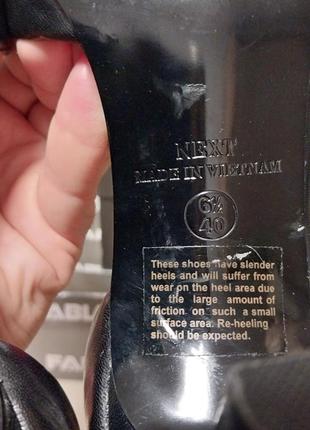 NEXT
MADE IN VIETNAM
6½
40
These shoes have slender
heels and will suffer from
wear on the heel area due
to the large amount of
friction on such a small
surface area. Re-heeling
should be expected.